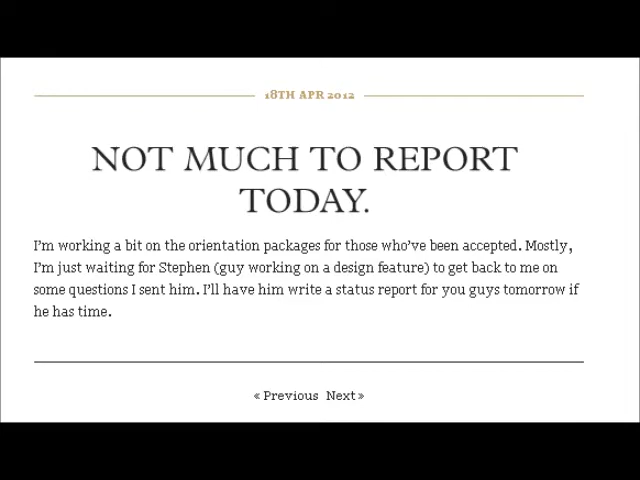 18TH APR 2012
NOT MUCH TO REPORT
TODAY.
I'm working a bit on the orientation packages for those who've been accepted. Mostly,
I'm just waiting for Stephen (guy working on a design feature) to get back to me on
some questions I sent him. I'll have him write a status report for you guys tomorrow if
he has time.
« Previous Next »